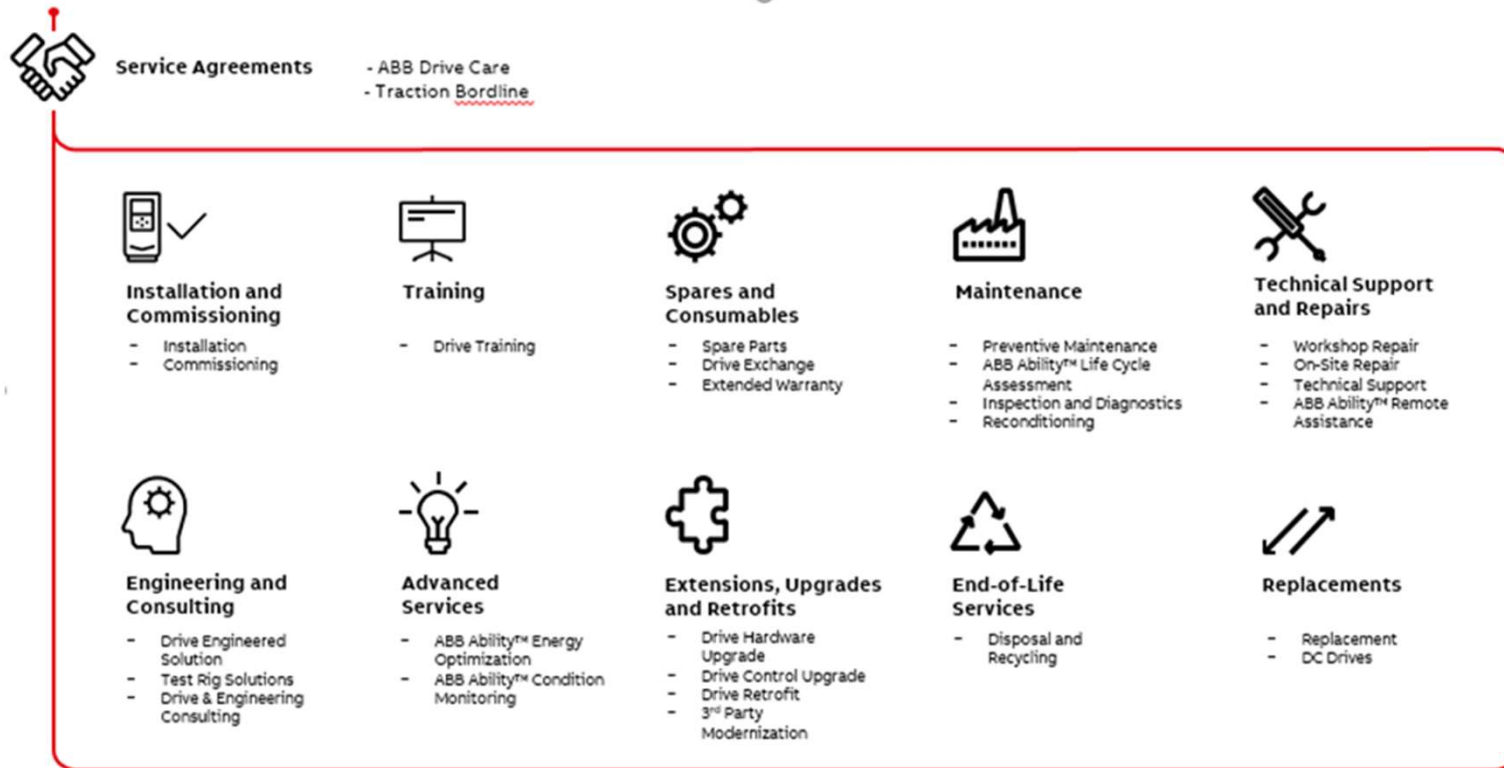 Service Agreements
- ABB Drive Care
- Traction Bordline
Installation and
Commissioning
- Installation
- Commissioning
Training
- Drive Training
Spares and
Consumables
- Spare Parts
- Drive Exchange
- Extended Warranty
Maintenance
- Preventive Maintenance
- ABB Ability™ Life Cycle
Assessment
- Inspection and Diagnostics
- Reconditioning
Technical Support
and Repairs
- Workshop Repair
- On-Site Repair
- Technical Support
- ABB Ability™ Remote
Assistance
Engineering and
Consulting
- Drive Engineered
Solution
- Test Rig Solutions
- Drive & Engineering
Consulting
Advanced
Services
- ABB Ability™ Energy
Optimization
- ABB Ability™ Condition
Monitoring
Extensions, Upgrades
and Retrofits
- Drive Hardware
Upgrade
- Drive Control Upgrade
- Drive Retrofit
- 3rd Party
Modernization
End-of-Life
Services
- Disposal and
Recycling
Replacements
- Replacement
- DC Drives